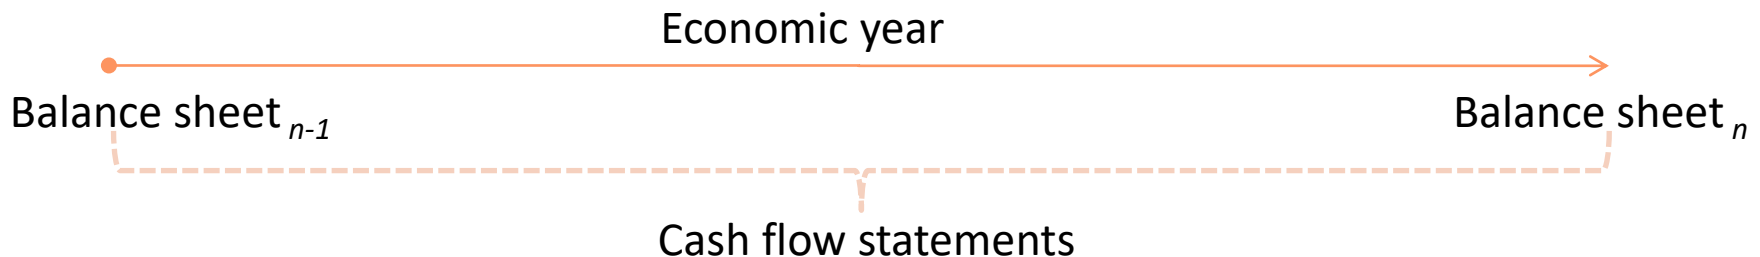 Economic year
Balance sheet n-1
Balance sheet n
Cash flow statements